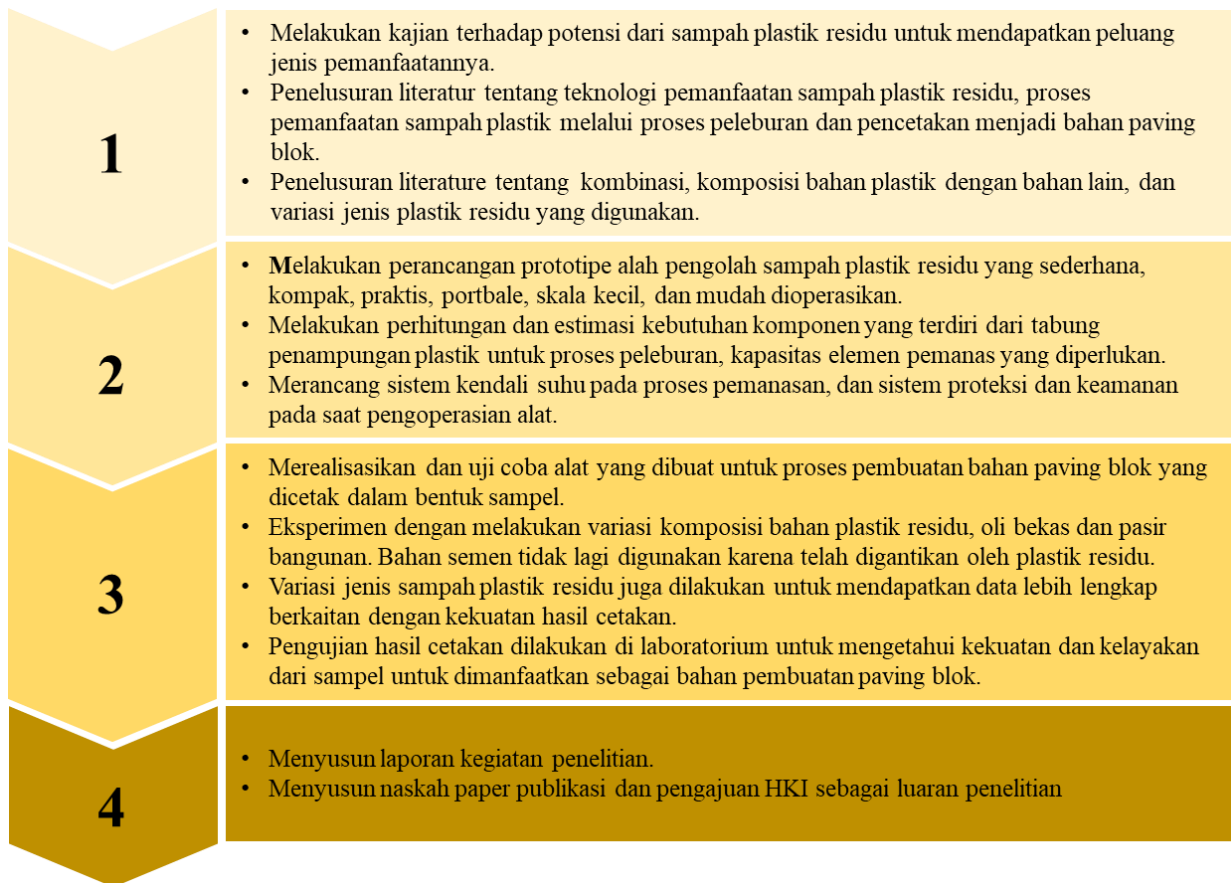 1
• Melakukan kajian terhadap potensi dari sampah plastik residu untuk mendapatkan peluang
jenis pemanfaatannya.
• Penelusuran literatur tentang teknologi pemanfaatan sampah plastik residu, proses
pemanfaatan sampah plastik melalui proses peleburan dan pencetakan menjadi bahan paving
blok.
• Penelusuran literature tentang kombinasi, komposisi bahan plastik dengan bahan lain, dan
variasi jenis plastik residu yang digunakan.
2
• Melakukan perancangan prototipe alah pengolah sampah plastik residu yang sederhana,
kompak, praktis, portbale, skala kecil, dan mudah dioperasikan.
• Melakukan perhitungan dan estimasi kebutuhan komponen yang terdiri dari tabung
penampungan plastik untuk proses peleburan, kapasitas elemen pemanas yang diperlukan.
• Merancang sistem kendali suhu pada proses pemanasan, dan sistem proteksi dan keamanan
pada saat pengoperasian alat.
3
• Merealisasikan dan uji coba alat yang dibuat untuk proses pembuatan bahan paving blok yang
dicetak dalam bentuk sampel.
• Eksperimen dengan melakukan variasi komposisi bahan plastik residu, oli bekas dan pasir
bangunan. Bahan semen tidak lagi digunakan karena telah digantikan oleh plastik residu.
• Variasi jenis sampah plastik residu juga dilakukan untuk mendapatkan data lebih lengkap
berkaitan dengan kekuatan hasil cetakan.
• Pengujian hasil cetakan dilakukan di laboratorium untuk mengetahui kekuatan dan kelayakan
dari sampel untuk dimanfaatkan sebagai bahan pembuatan paving blok.
4
• Menyusun laporan kegiatan penelitian.
• Menyusun naskah paper publikasi dan pengajuan HKI sebagai luaran penelitian